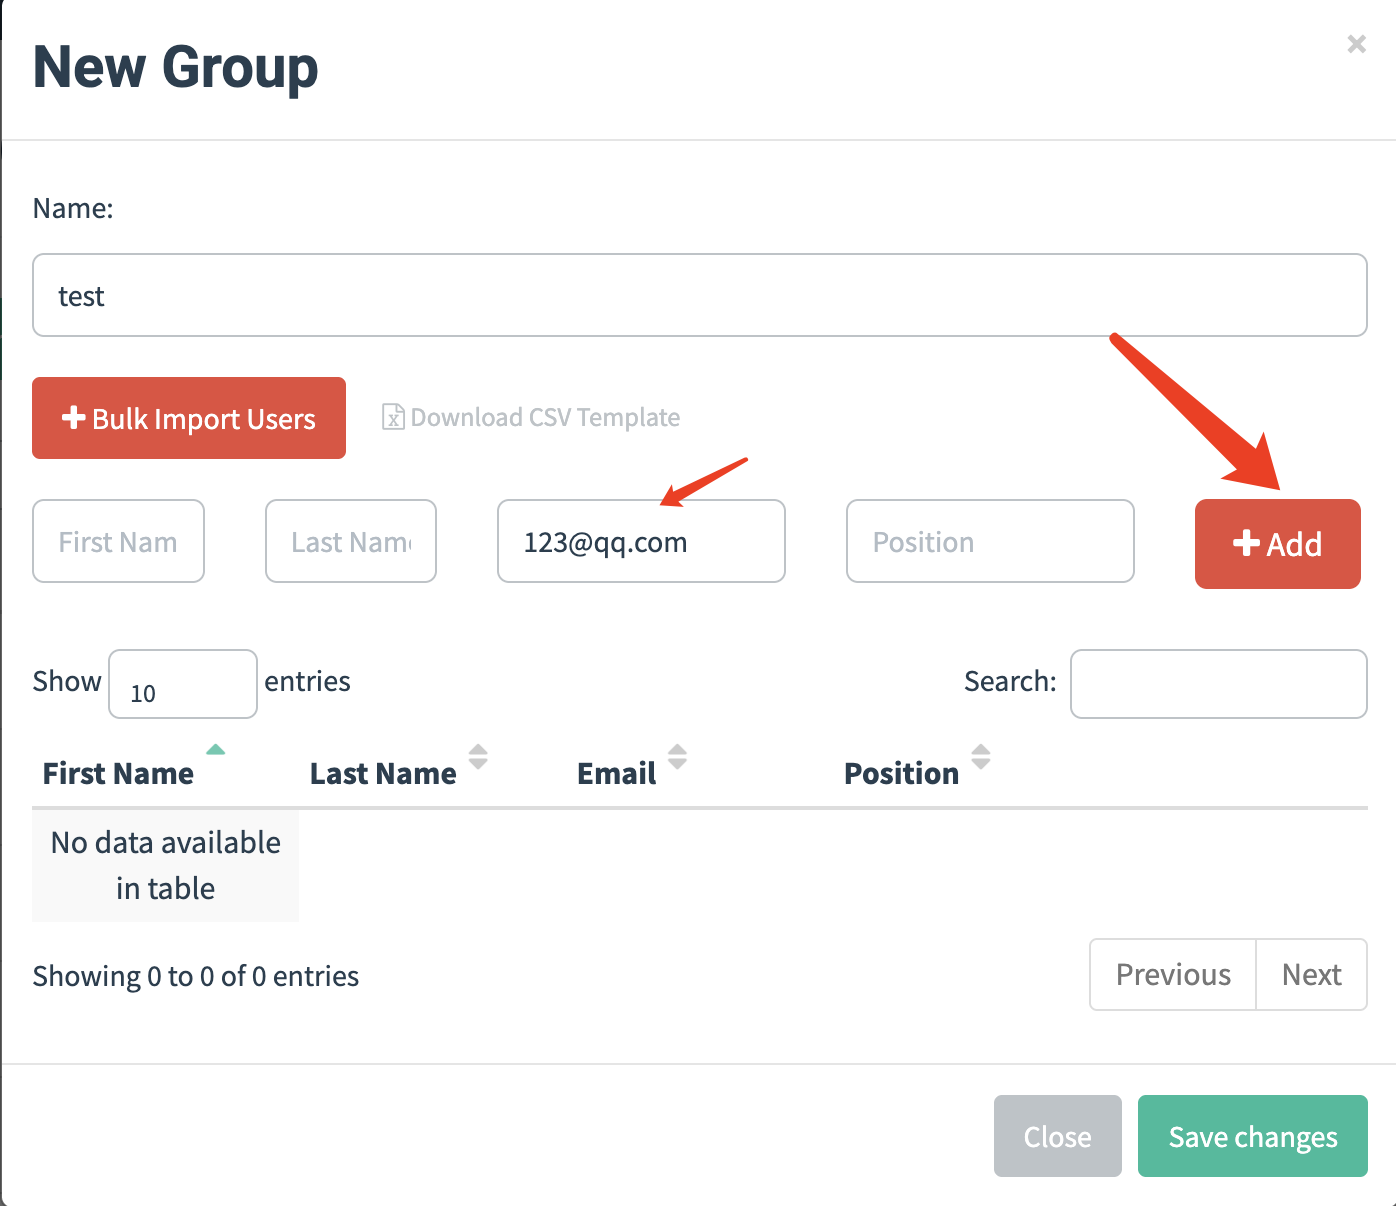 New Group
×
Name:
test
Bulk Import Users
Download CSV Template
First Nam
Last Nam
123@qq.com
Position
Add
Show 10 entries
Search:
First Name Last Name Email Position
No data available
in table
Showing 0 to 0 of 0 entries
Previous Next
Close Save changes